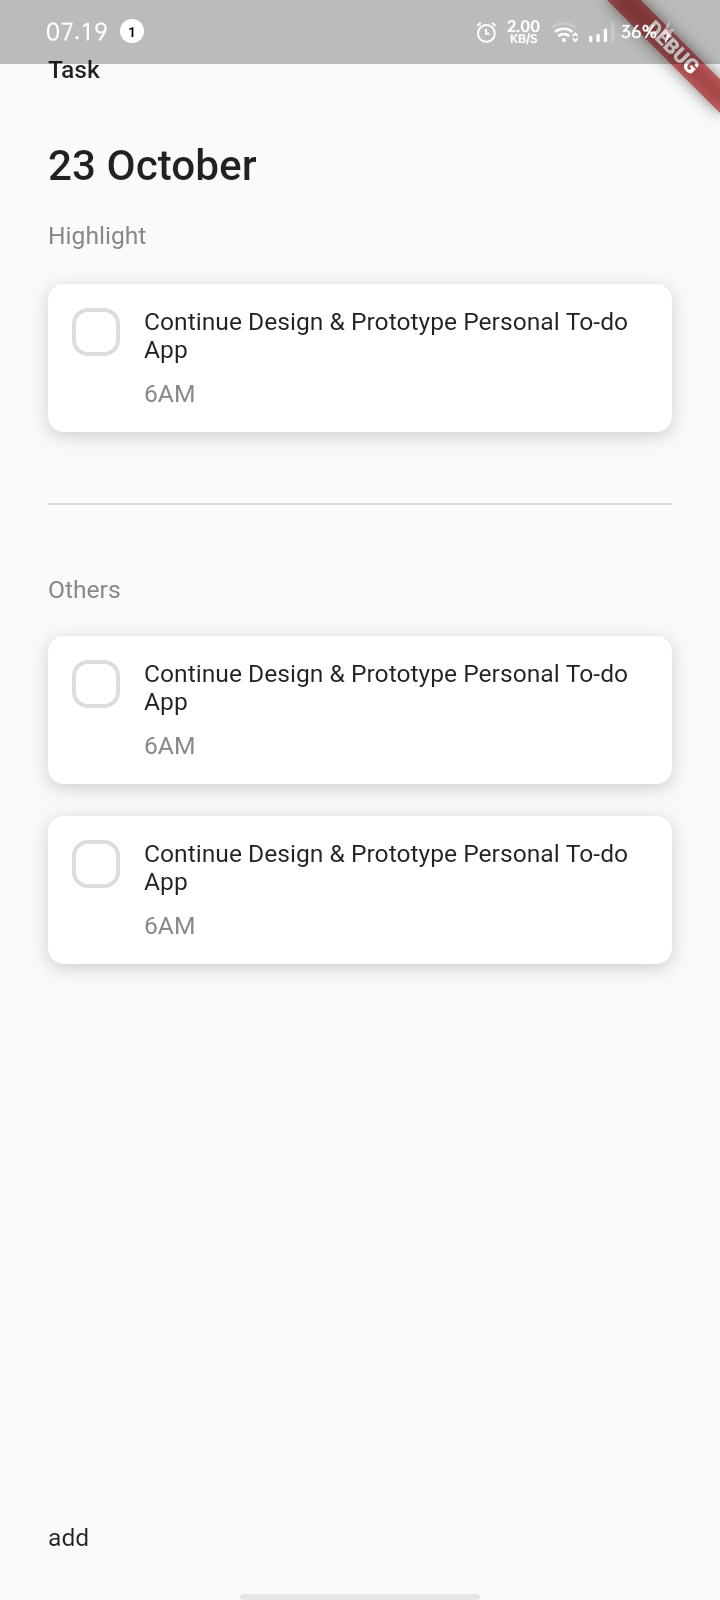 07.19 1 2.00 KB/S 36%
DEBUG
Task
23 October
Highlight
Continue Design & Prototype Personal To-do
App
6AM
Others
Continue Design & Prototype Personal To-do
App
6AM
Continue Design & Prototype Personal To-do
App
6AM
add